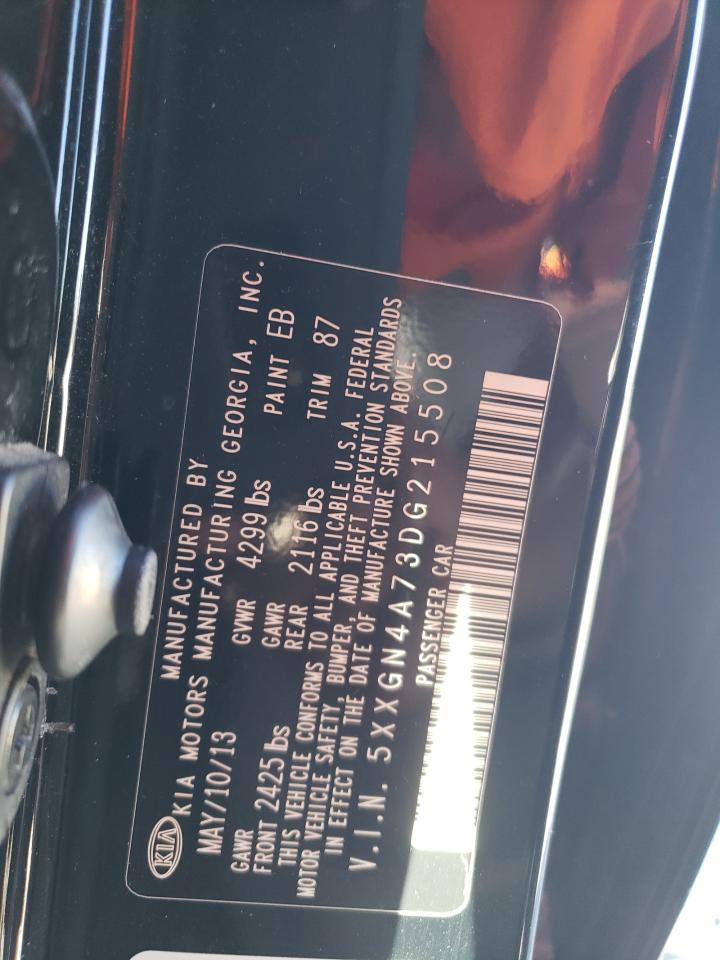 MANUFACTURED BY
KIA KIA MOTORS MANUFACTURING GEORGIA, INC.
MAY/10/13 GVWR 4299 lbs PAINT EB
GAWR FRONT 2425 lbs GAWR REAR 2116 lbs TRIM 87
THIS VEHICLE CONFORMS TO ALL APPLICABLE U.S.A. FEDERAL
MOTOR VEHICLE SAFETY, BUMPER, AND THEFT PREVENTION STANDARDS
IN EFFECT ON THE DATE OF MANUFACTURE SHOWN ABOVE.
V.I.N. 5XXGN4A73DG215508
PASSENGER CAR